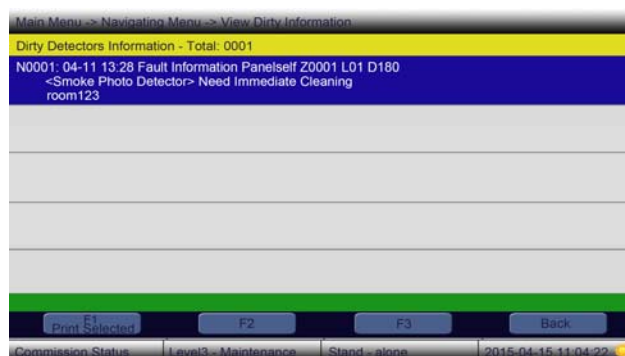 Main Menu -> Navigating Menu -> View Dirty Information
Dirty Detectors Information - Total: 0001
N0001: 04-11 13:28 Fault Information Panelself Z0001 L01 D180
<Smoke Photo Detector> Need Immediate Cleaning
room123
F1
Print Selected
F2
F3
Back
Commission Status
Level3 - Maintenance
Stand - alone
2015-04-15 11:04:22